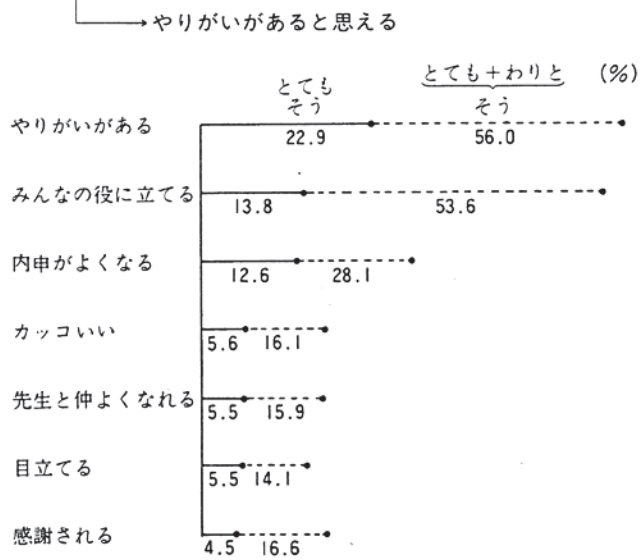 やりがいがあると思える
とても とても+わりと (%)
そう そう
やりがいがある
22.9 56.0
みんなの役に立てる
13.8 53.6
内申がよくなる
12.6 28.1
カッコいい
5.6 16.1
先生と仲よくなれる
5.5 15.9
目立てる
5.5 14.1
感謝される
4.5 16.6